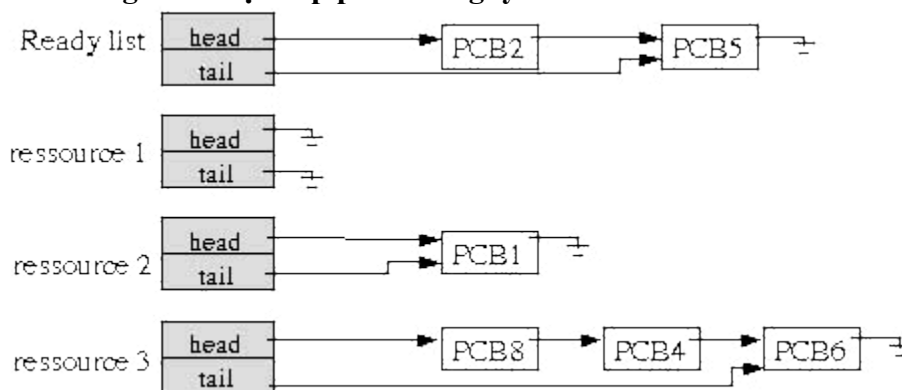 Ready list head PCB2 PCB5
tail
head
ressource 1
tail
head
PCB1
ressource 2 tail
head PCB8 PCB4 PCB6
ressource 3
tail